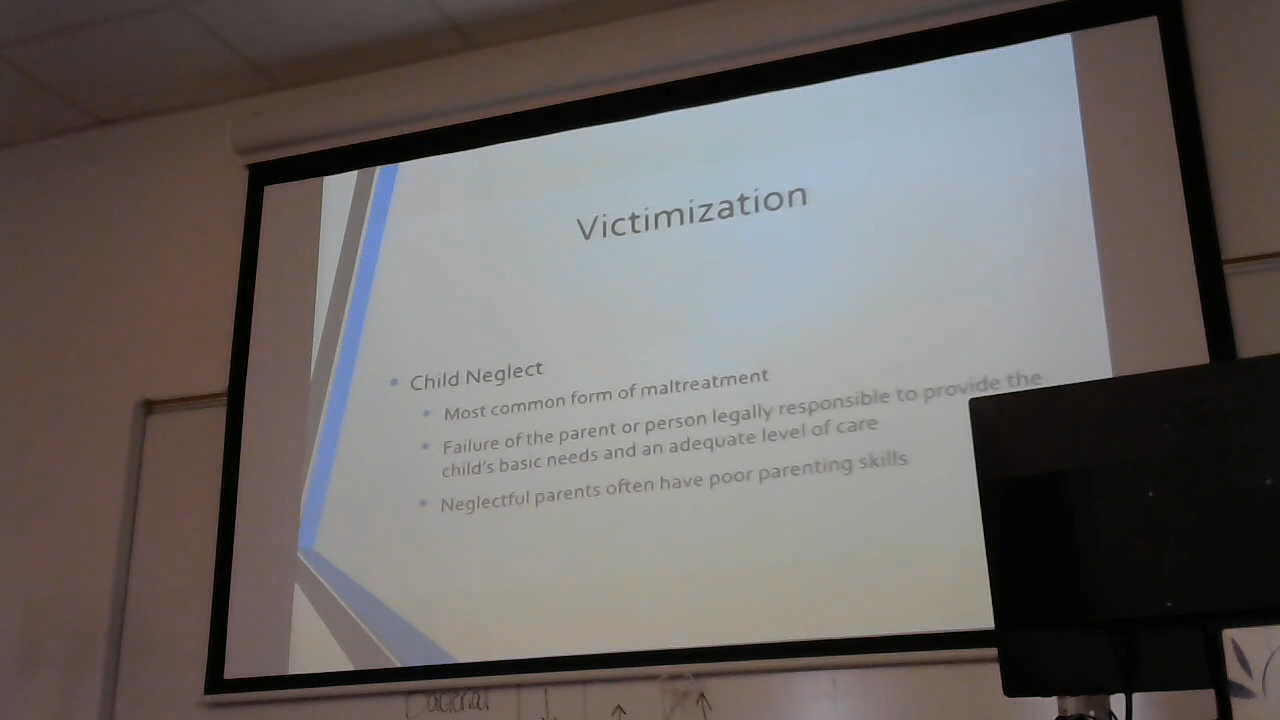 Victimization
• Child Neglect
• Most common form of maltreatment
• Failure of the parent or person legally responsible to provide the
child's basic needs and an adequate level of care
• Neglectful parents often have poor parenting skills